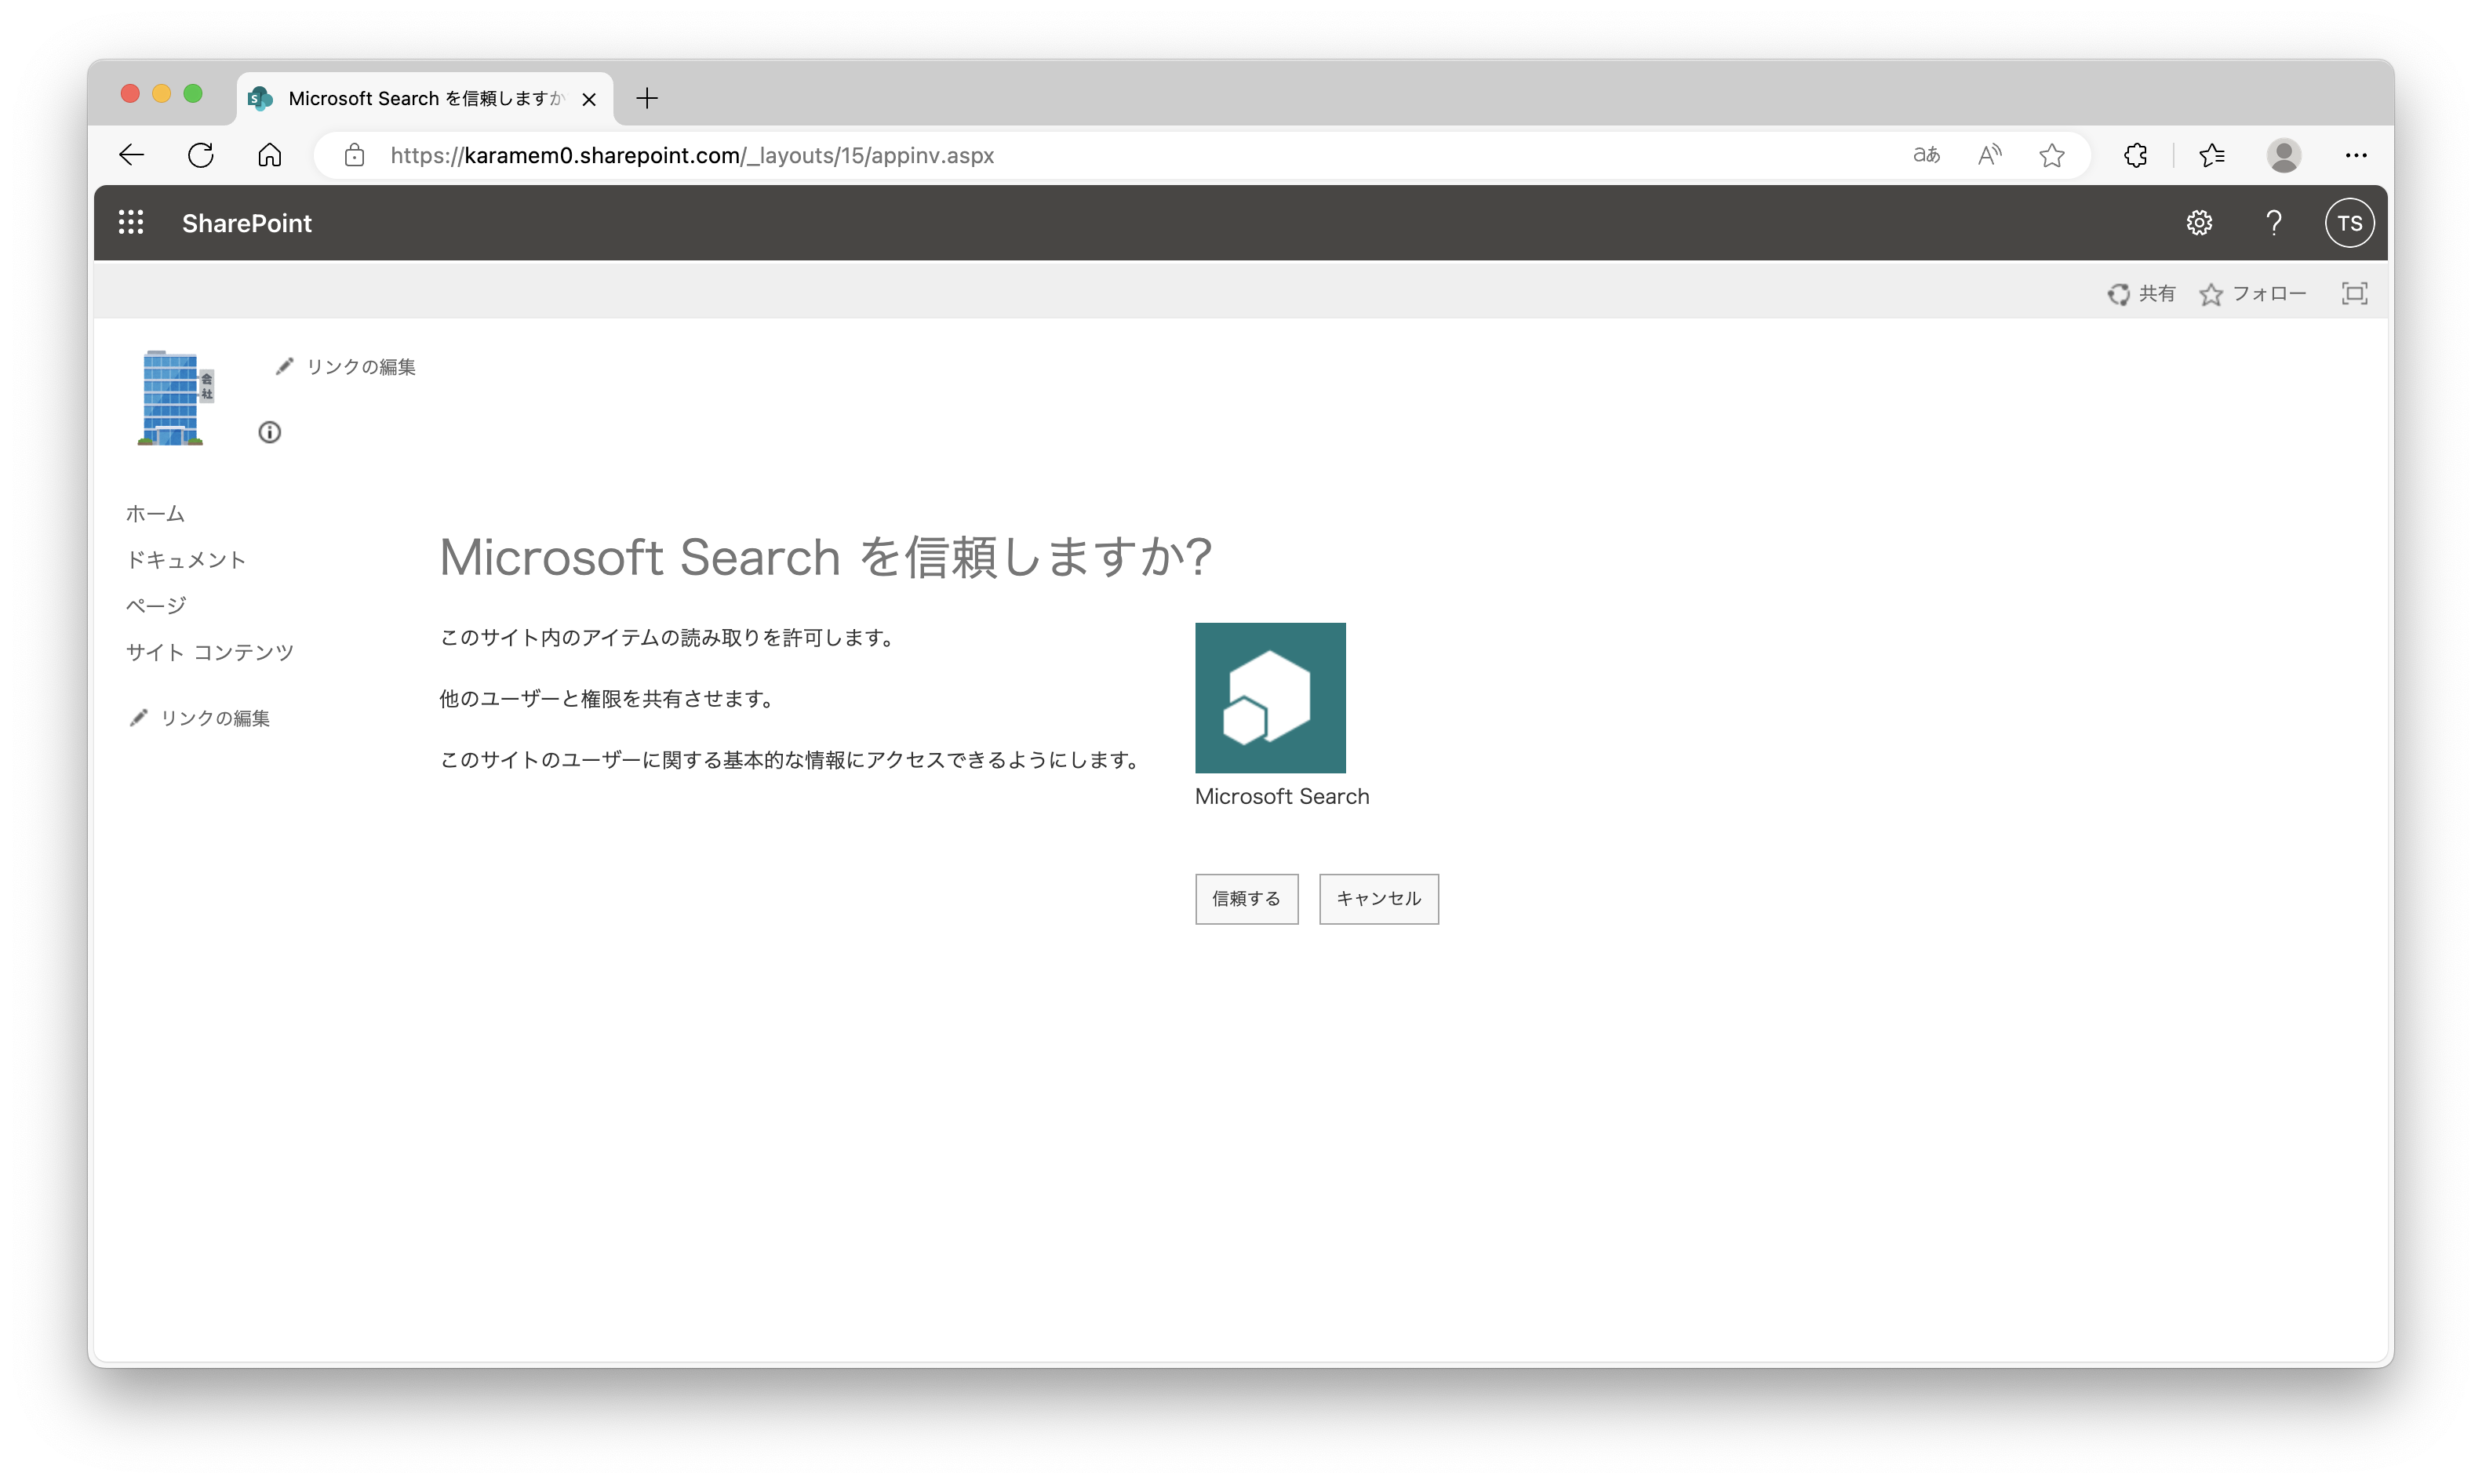 Microsoft Search を信頼しますか
https://karamem0.sharepoint.com/_layouts/15/appinv.aspx
aあ
SharePoint
TS
共有 フォロー
会社
リンクの編集
ホーム
ドキュメント
ページ
サイト コンテンツ
リンクの編集
Microsoft Search を信頼しますか?
このサイト内のアイテムの読み取りを許可します。
他のユーザーと権限を共有させます。
このサイトのユーザーに関する基本的な情報にアクセスできるようにします。
Microsoft Search
信頼する キャンセル